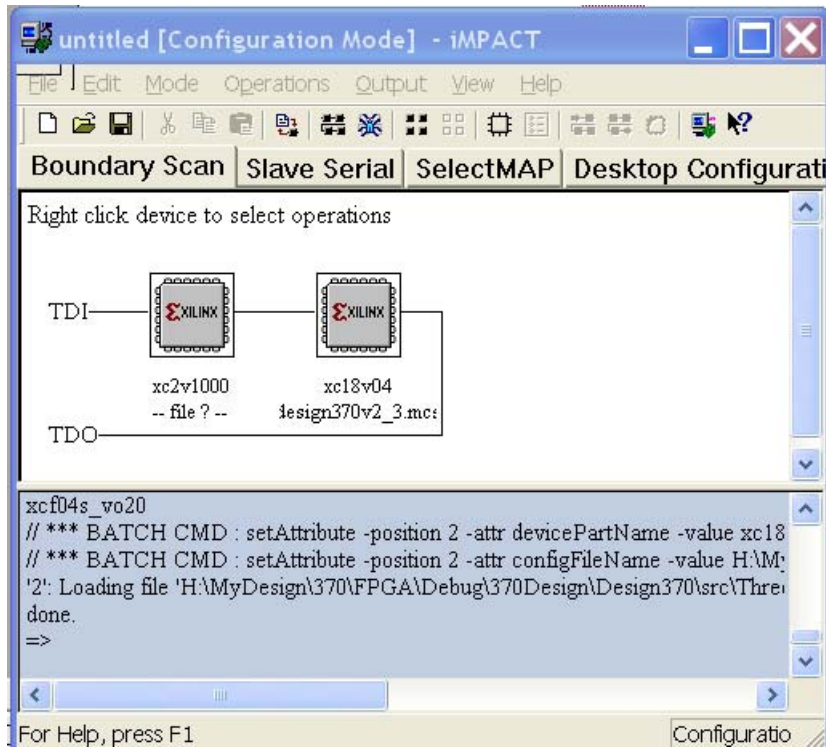 untitled [Configuration Mode] - iMPACT
File Edit Mode Operations Output View Help
Boundary Scan Slave Serial SelectMAP Desktop Configurati
Right click device to select operations
TDI
XILINX XILINX
xc2v1000 xc18v04
-- file ? -- design370v2_3.mcs
TDO
xcf04s_vo20
// *** BATCH CMD : setAttribute -position 2 -attr devicePartName -value xc18
// *** BATCH CMD : setAttribute -position 2 -attr configFileName -value H:\My
'2': Loading file 'H:\MyDesign\370\FPGA\Debug\370Design\Design370\src\Thre
done.
=>
For Help, press F1 Configuratio